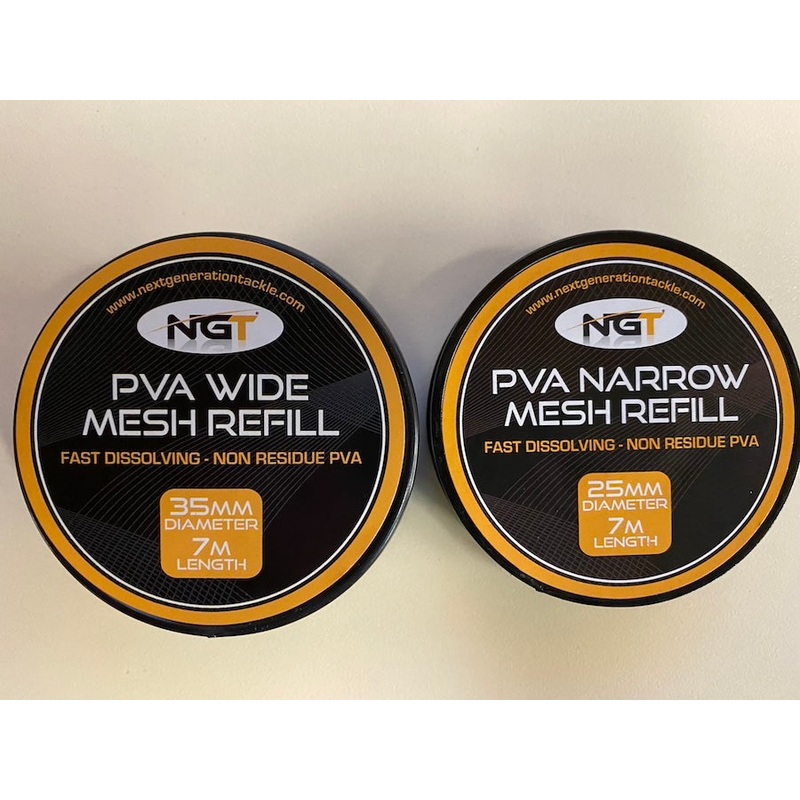 www.nextgenerationtackle.com
NGT
PVA WIDE
MESH REFILL
FAST DISSOLVING - NON RESIDUE PVA
35MM
DIAMETER
7M
LENGTH
www.nextgenerationtackle.com
NGT
PVA NARROW
MESH REFILL
FAST DISSOLVING - NON RESIDUE PVA
25MM
DIAMETER
7M
LENGTH